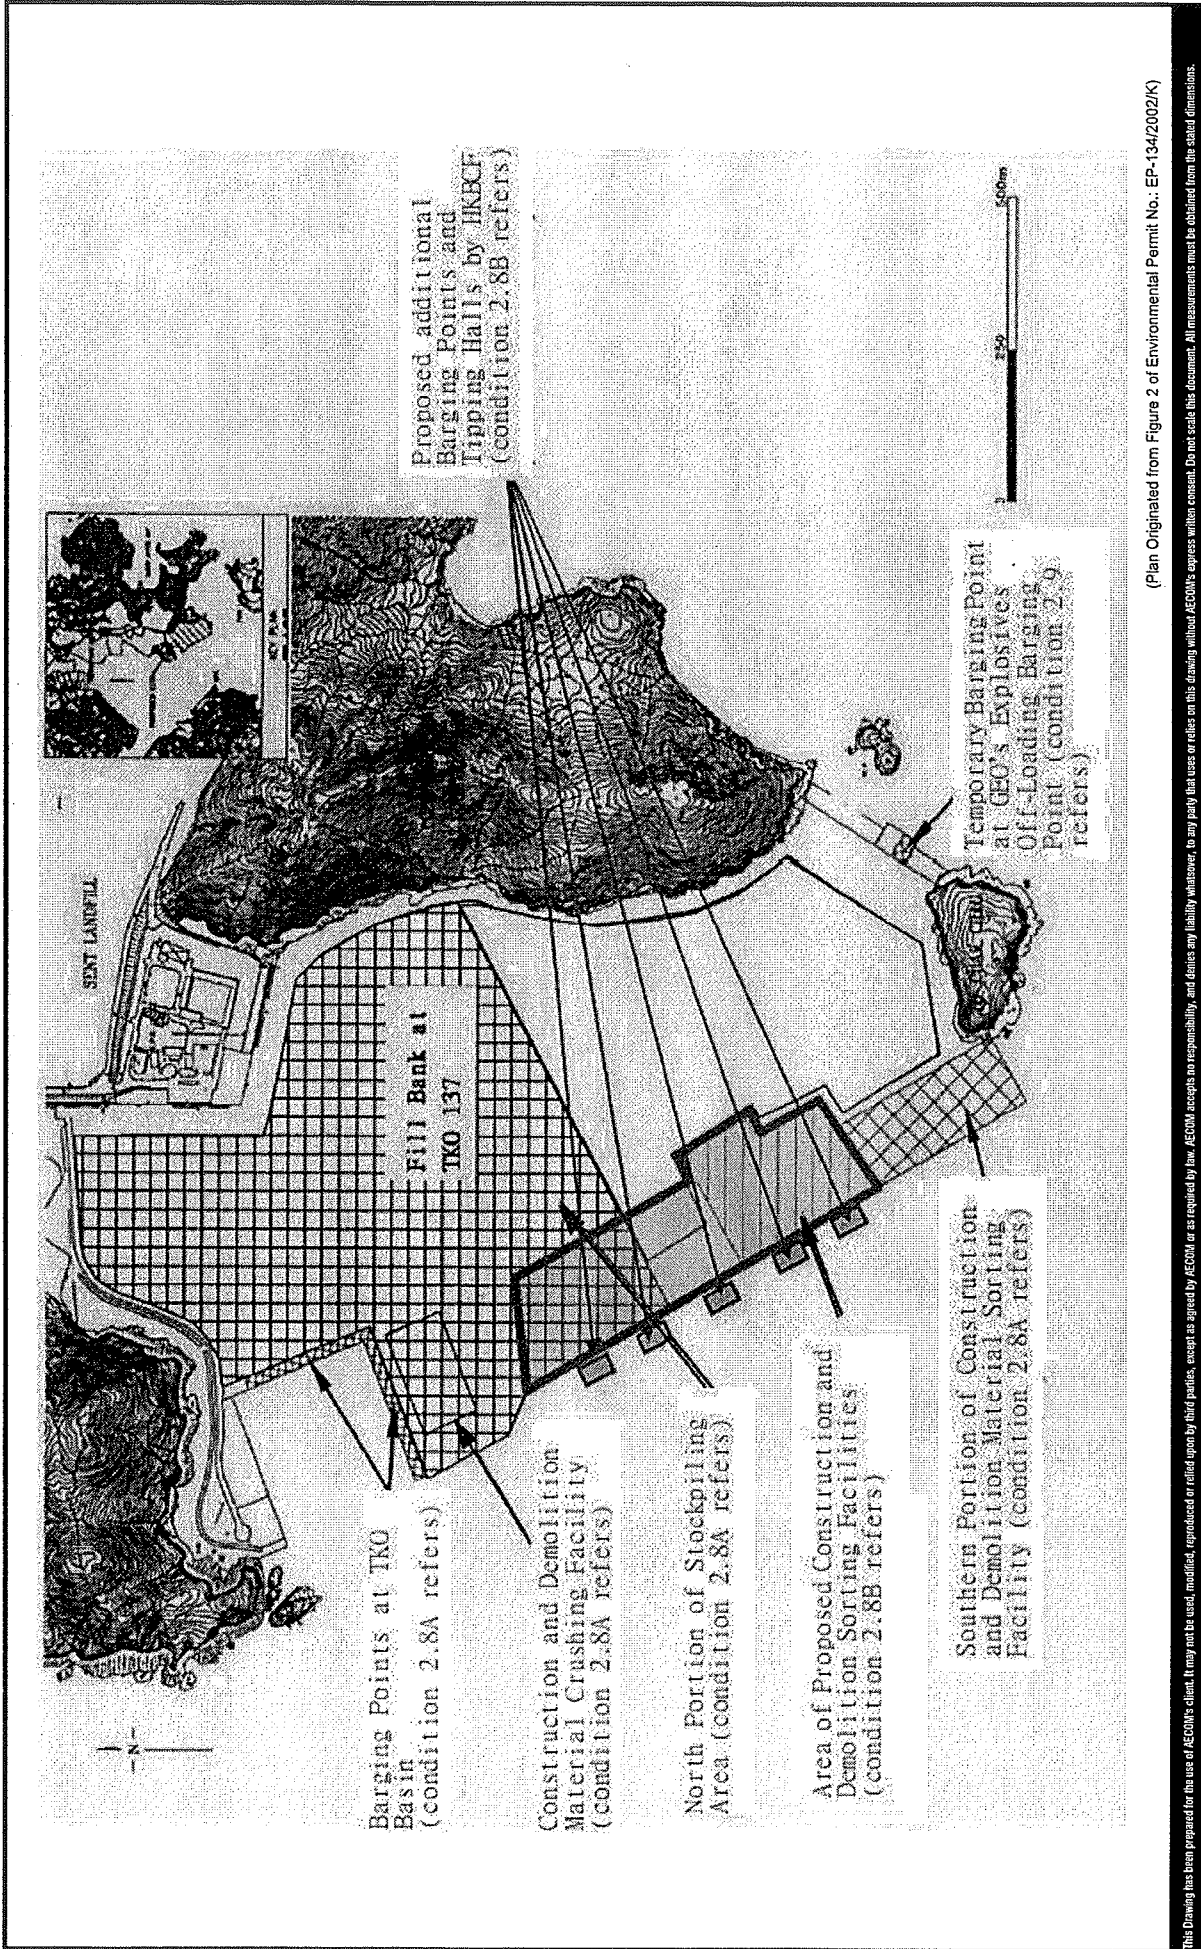 SENT LANDFILL
KEY PLAN
Fill Bank at
TKO 137
Proposed additional
Barging Points and
Tipping Halls by HKBCF
(condition 2.8B refers)
Barging Points at TKO
Basin
(condition 2.8A refers)
Construction and Demolition
Material Crushing Facility
(condition 2.8A refers)
North Portion of Stockpiling
Area (condition 2.8A refers)
Area of Proposed Construction and
Demolition Sorting Facilities
(condition 2.8B refers)
Southern Portion of Construction
and Demolition Material Sorting
Facility (condition 2.8A refers)
Temporary Barging Point
at GEO's Explosives
Off-Loading Barging
Point (condition 2.9
refers)
N
0 250 500m
(Plan Originated from Figure 2 of Environmental Permit No.: EP-134/2002/K)
This Drawing has been prepared for the use of AECOM's client. It may not be used, modified, reproduced or relied upon by third parties, except as agreed by AECOM or as required by law. AECOM accepts no responsibility, and denies any liability whatsoever, to any party that uses or relies on this drawing without AECOM's express written consent. Do not scale this document. All measurements must be obtained from the stated dimensions.